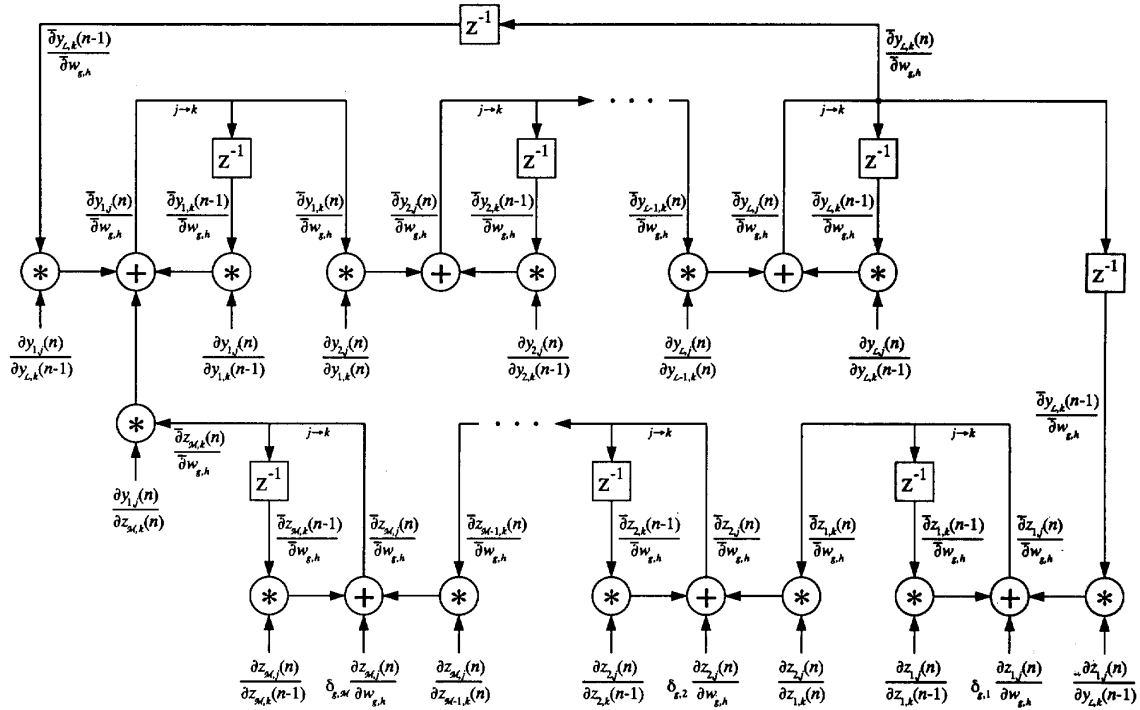 z⁻¹
∂̄y_{L,k}(n-1) / ∂̄w_{g,h}
∂̄y_{L,k}(n) / ∂̄w_{g,h}
j→k
j→k
· · ·
j→k
z⁻¹
z⁻¹
z⁻¹
∂̄y_{1,j}(n) / ∂̄w_{g,h}
∂̄y_{1,k}(n-1) / ∂̄w_{g,h}
∂̄y_{1,k}(n) / ∂̄w_{g,h}
∂̄y_{2,j}(n) / ∂̄w_{g,h}
∂̄y_{2,k}(n-1) / ∂̄w_{g,h}
∂̄y_{L-1,k}(n) / ∂̄w_{g,h}
∂̄y_{L,j}(n) / ∂̄w_{g,h}
∂̄y_{L,k}(n-1) / ∂̄w_{g,h}
* + * * + * * + *
z⁻¹
∂y_{1,j}(n) / ∂y_{L,k}(n-1)
∂y_{1,j}(n) / ∂y_{1,k}(n-1)
∂y_{2,j}(n) / ∂y_{1,k}(n)
∂y_{2,j}(n) / ∂y_{2,k}(n-1)
∂y_{L,j}(n) / ∂y_{L-1,k}(n)
∂y_{L,j}(n) / ∂y_{L,k}(n-1)
*
∂̄z_{M,k}(n) / ∂̄w_{g,h}
j→k
· · ·
j→k
j→k
∂̄y_{L,k}(n-1) / ∂̄w_{g,h}
∂y_{1,j}(n) / ∂z_{M,k}(n)
z⁻¹
z⁻¹
z⁻¹
∂̄z_{M,k}(n-1) / ∂̄w_{g,h}
∂̄z_{M,j}(n) / ∂̄w_{g,h}
∂̄z_{M-1,k}(n) / ∂̄w_{g,h}
∂̄z_{2,k}(n-1) / ∂̄w_{g,h}
∂̄z_{2,j}(n) / ∂̄w_{g,h}
∂̄z_{1,k}(n) / ∂̄w_{g,h}
∂̄z_{1,k}(n-1) / ∂̄w_{g,h}
∂̄z_{1,j}(n) / ∂̄w_{g,h}
* + * * + * * + *
∂z_{M,j}(n) / ∂z_{M,k}(n-1)
δ_{g,M} ∂z_{M,j}(n) / ∂w_{g,h}
∂z_{M,j}(n) / ∂z_{M-1,k}(n)
∂z_{2,j}(n) / ∂z_{2,k}(n-1)
δ_{g,2} ∂z_{2,j}(n) / ∂w_{g,h}
∂z_{2,j}(n) / ∂z_{1,k}(n)
∂z_{1,j}(n) / ∂z_{1,k}(n-1)
δ_{g,1} ∂z_{1,j}(n) / ∂w_{g,h}
∂z_{1,j}(n) / ∂y_{L,k}(n-1)